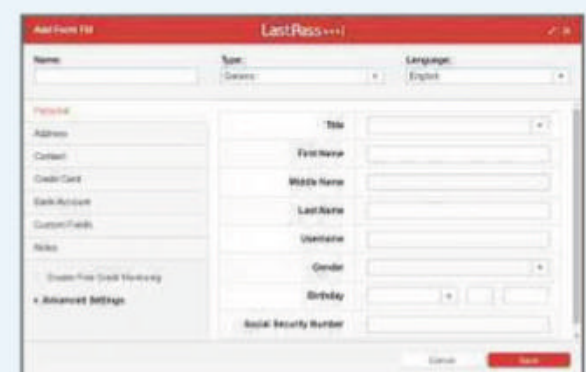 Add Form Fill
LastPass •••|
Name:
Type:
Language:
Generic
English
Personal
Address
Contact
Credit Card
Bank Account
Custom Fields
Notes
Enable Free Credit Monitoring
Advanced Settings
Title
First Name
Middle Name
Last Name
Username
Gender
Birthday
Social Security Number
Cancel
Save